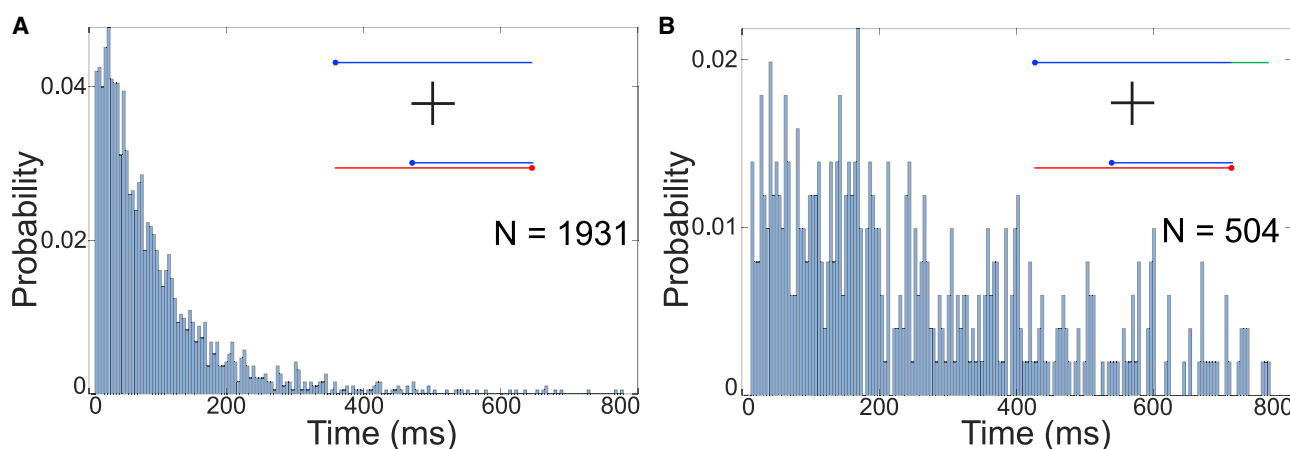 A
Probability
0.04
0.02
0
N = 1931
0 200 400 600 800
Time (ms)
B
Probability
0.02
0.01
0
N = 504
0 200 400 600 800
Time (ms)